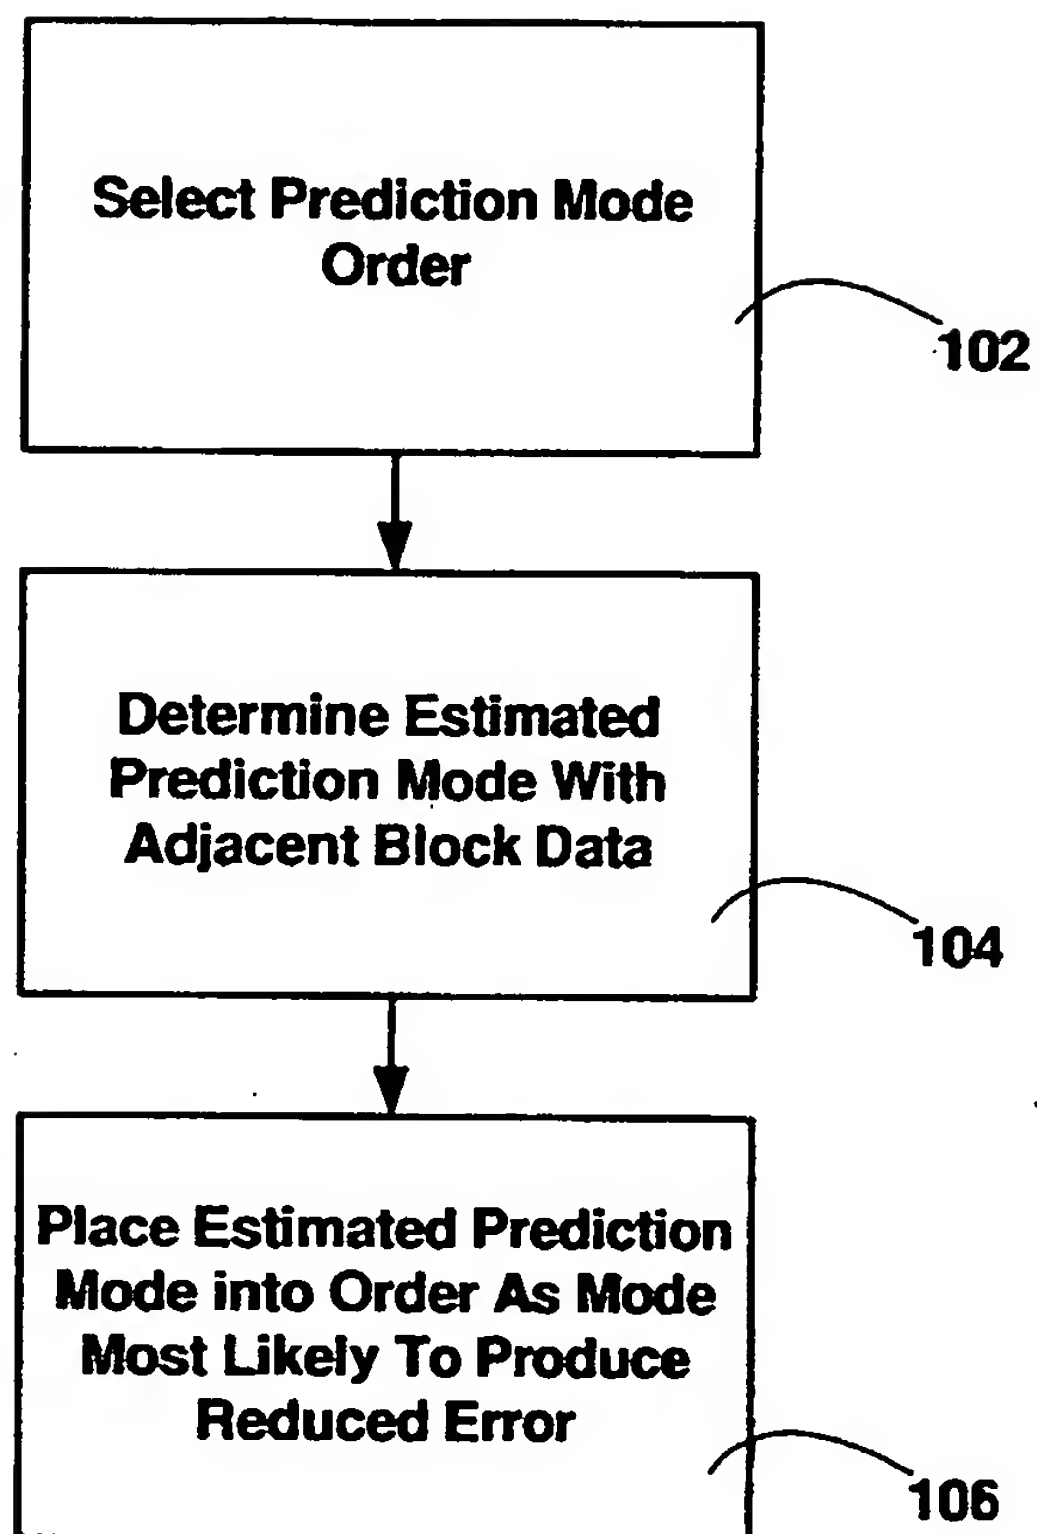 Select Prediction Mode
Order
102
Determine Estimated
Prediction Mode With
Adjacent Block Data
104
Place Estimated Prediction
Mode into Order As Mode
Most Likely To Produce
Reduced Error
106